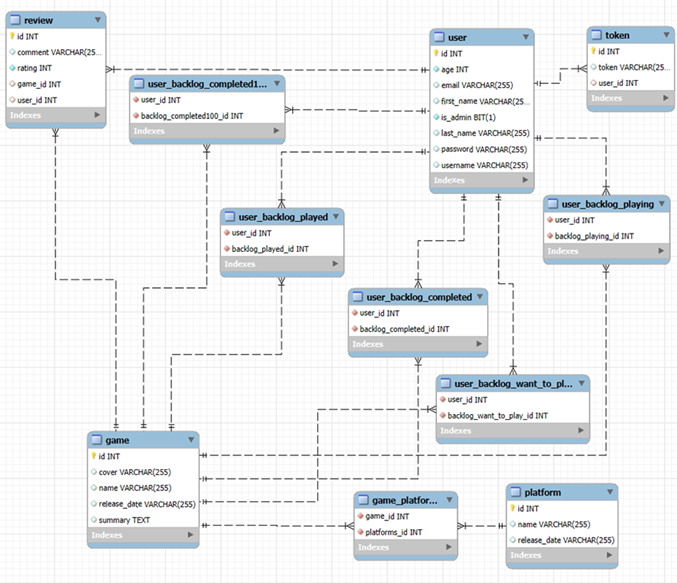 review
id INT
comment VARCHAR(25...
rating INT
game_id INT
user_id INT
Indexes
user_backlog_completed1...
user_id INT
backlog_completed100_id INT
Indexes
user
id INT
age INT
email VARCHAR(255)
first_name VARCHAR(25...
is_admin BIT(1)
last_name VARCHAR(255)
password VARCHAR(255)
username VARCHAR(255)
Indexes
token
id INT
token VARCHAR(25...
user_id INT
Indexes
user_backlog_played
user_id INT
backlog_played_id INT
Indexes
user_backlog_playing
user_id INT
backlog_playing_id INT
Indexes
user_backlog_completed
user_id INT
backlog_completed_id INT
Indexes
user_backlog_want_to_pl...
user_id INT
backlog_want_to_play_id INT
Indexes
game
id INT
cover VARCHAR(255)
name VARCHAR(255)
release_date VARCHAR(255)
summary TEXT
Indexes
game_platfor...
game_id INT
platforms_id INT
Indexes
platform
id INT
name VARCHAR(255)
release_date VARCHAR(255)
Indexes